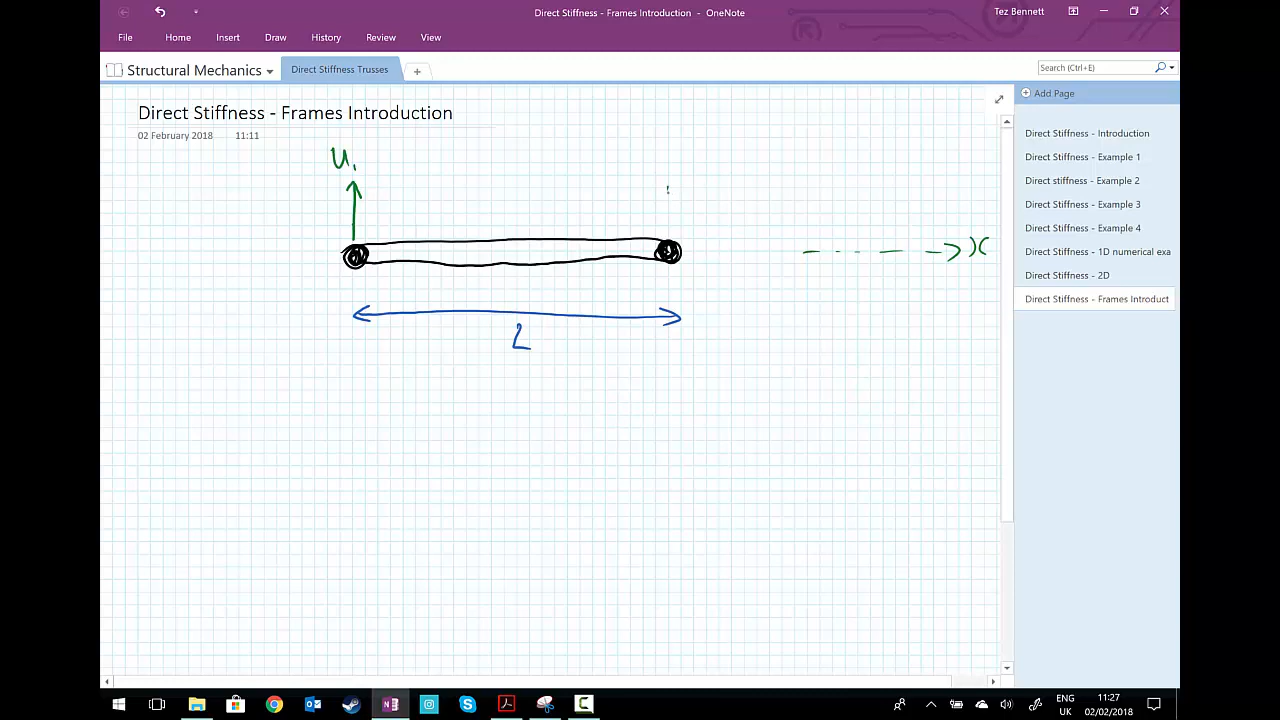 Direct Stiffness - Frames Introduction - OneNote
Tez Bennett
File Home Insert Draw History Review View
Structural Mechanics
Direct Stiffness Trusses
+
Search (Ctrl+E)
Direct Stiffness - Frames Introduction
02 February 2018 11:11
U1
x
L
Add Page
Direct Stiffness - Introduction
Direct Stiffness - Example 1
Direct stiffness - Example 2
Direct Stiffness - Example 3
Direct Stiffness - Example 4
Direct Stiffness - 1D numerical exa
Direct Stiffness - 2D
Direct Stiffness - Frames Introduct
ENG
UK
11:27
02/02/2018